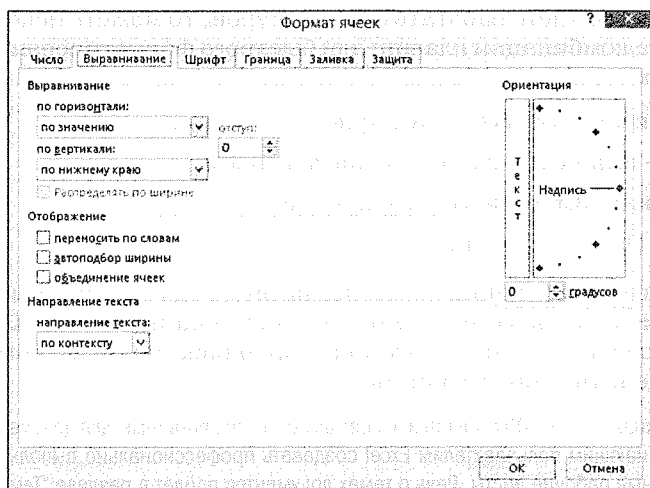 Формат ячеек
?
Число Выравнивание Шрифт Граница Заливка Защита
Выравнивание
по горизонтали:
по значению
отступ:
0
по вертикали:
по нижнему краю
Распределять по ширине
Отображение
переносить по словам
автоподбор ширины
объединение ячеек
Направление текста
направление текста:
по контексту
Ориентация
Текст
Надпись
0 градусов
ОК Отмена